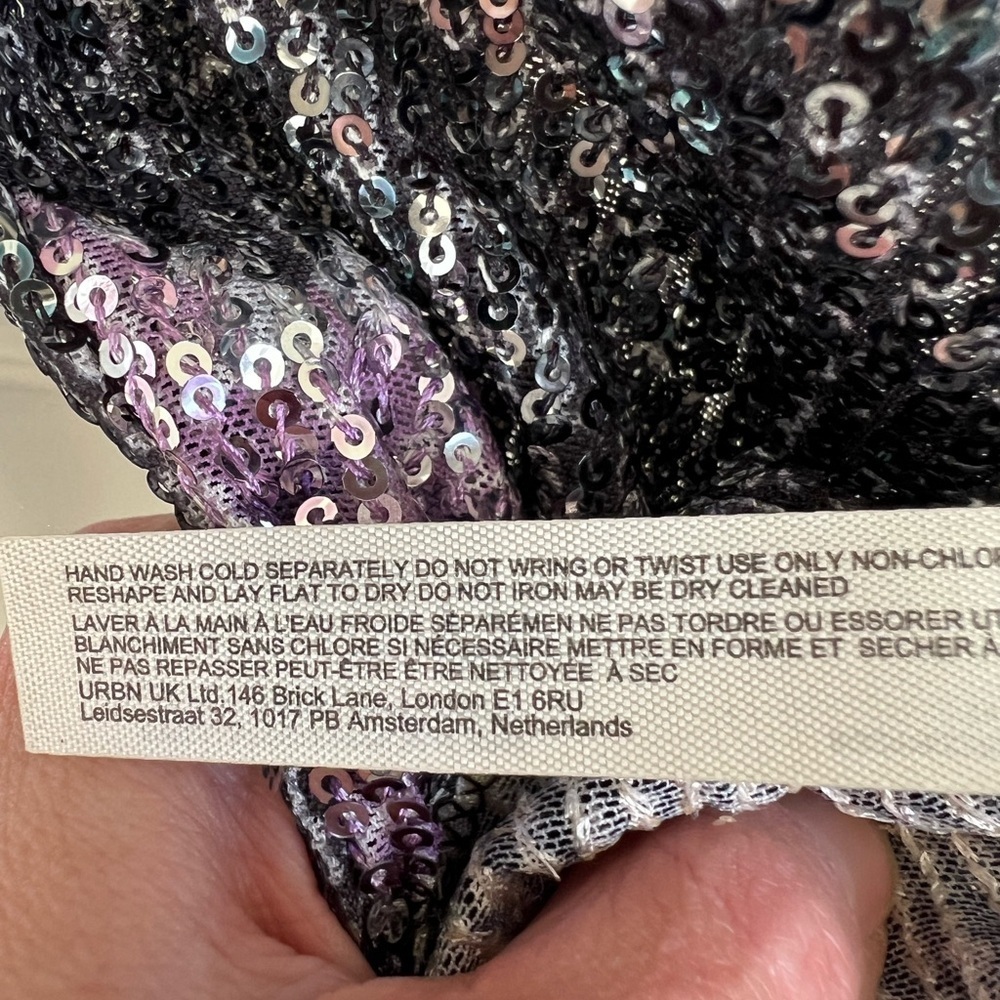 HAND WASH COLD SEPARATELY DO NOT WRING OR TWIST USE ONLY NON-CHLO
RESHAPE AND LAY FLAT TO DRY DO NOT IRON MAY BE DRY CLEANED
LAVER À LA MAIN À L'EAU FROIDE SÉPARÉMEN NE PAS TORDRE OU ESSORER UT
BLANCHIMENT SANS CHLORE SI NÉCESSAIRE METTPE EN FORME ET SECHER A
NE PAS REPASSER PEUT-ÊTRE ÊTRE NETTOYÉE À SEC
URBN UK Ltd.146 Brick Lane, London E1 6RU
Leidsestraat 32, 1017 PB Amsterdam, Netherlands